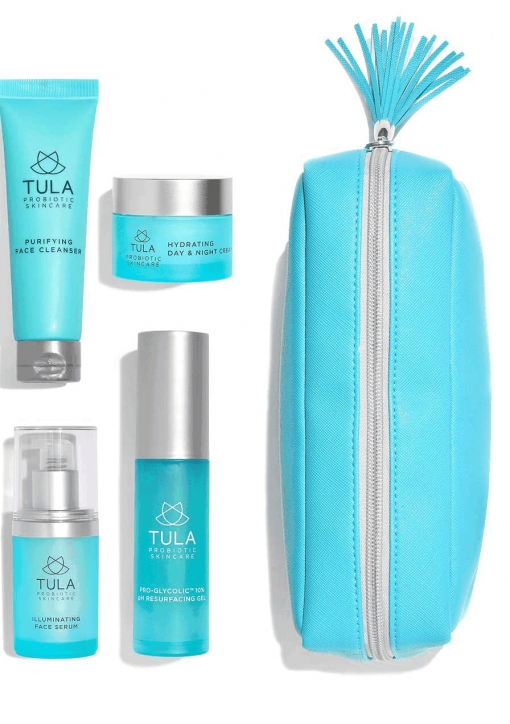 TULA
PROBIOTIC
SKINCARE
PURIFYING
FACE CLEANSER
TULA
PROBIOTIC
SKINCARE
HYDRATING
DAY & NIGHT CREAM
TULA
PROBIOTIC
SKINCARE
ILLUMINATING
FACE SERUM
TULA
PROBIOTIC
SKINCARE
PRO-GLYCOLIC™ 10%
pH RESURFACING GEL